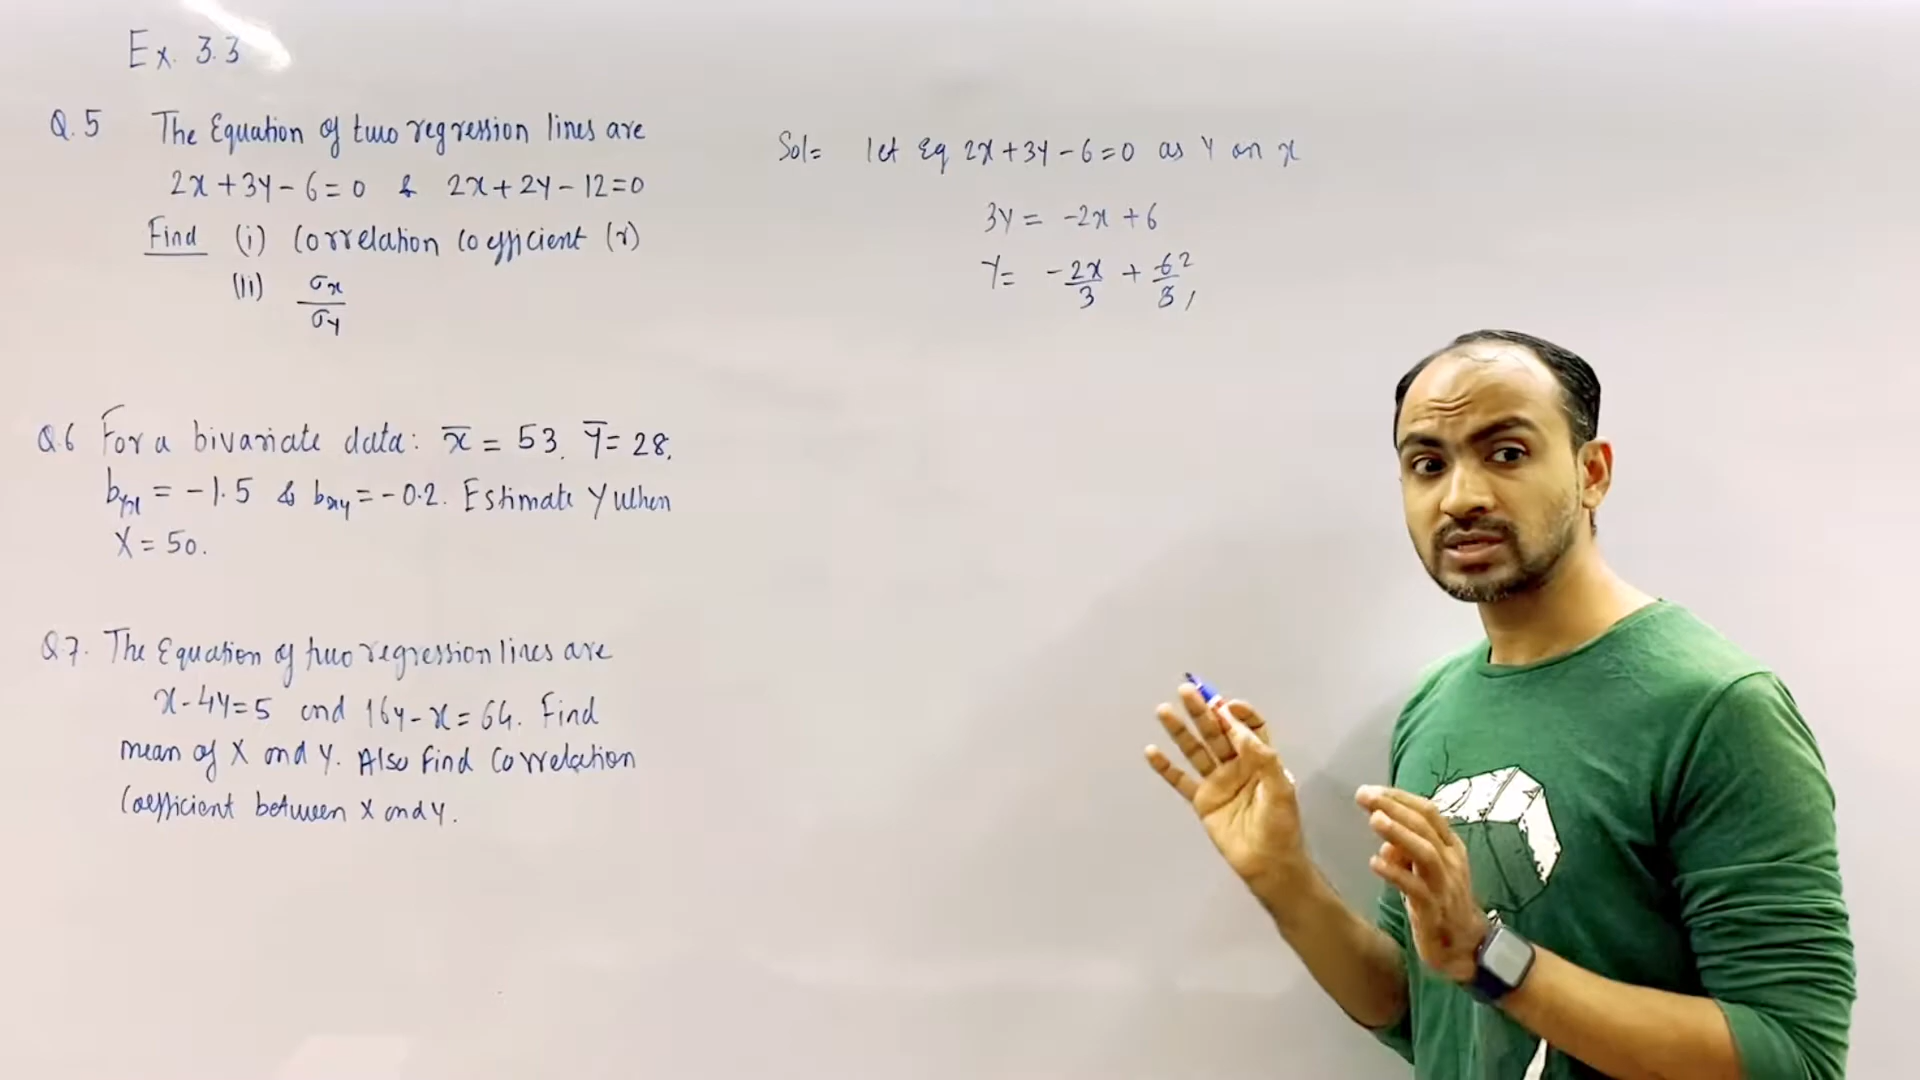 Ex. 3.3
Q.5 The Equation of two regression lines are
2x + 3y - 6 = 0 & 2x + 2y - 12 = 0
Find (i) Correlation Coefficient (r)
(ii) σx/σy
Q.6 For a bivariate data: x̄ = 53, ȳ = 28,
byx = -1.5 & bxy = -0.2. Estimate Y when
X = 50.
Q.7. The Equation of two regression lines are
x - 4y = 5 and 16y - x = 64. Find
mean of X and Y. Also Find Correlation
Coefficient between X and Y.
Sol= let Eq 2x + 3y - 6 = 0 as Y on x
3y = -2x + 6
Y = -2x/3 + 6/3 2